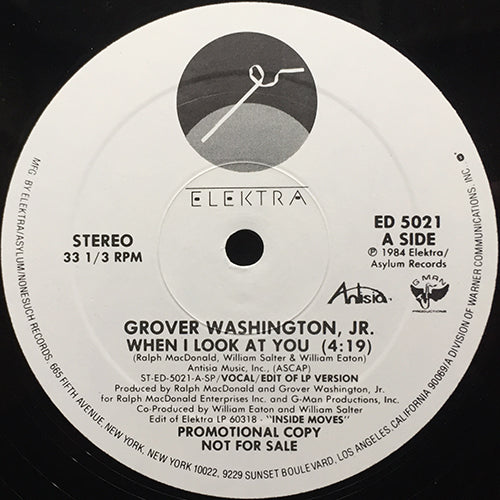 ELEKTRA
STEREO
33 1/3 RPM
ED 5021
A SIDE
℗ 1984 Elektra/
Asylum Records
Antisia
G MAN
PRODUCTIONS
GROVER WASHINGTON, JR.
WHEN I LOOK AT YOU (4:19)
(Ralph MacDonald, William Salter & William Eaton)
Antisia Music, Inc., (ASCAP)
ST-ED-5021-A-SP/VOCAL/EDIT OF LP VERSION
Produced by Ralph MacDonald and Grover Washington, Jr.
for Ralph MacDonald Enterprises Inc. and G-Man Productions, Inc.
Co-Produced by William Eaton and William Salter
Edit of Elektra LP 60318 - "INSIDE MOVES"
PROMOTIONAL COPY
NOT FOR SALE
MFG. BY ELEKTRA/ASYLUM/NONESUCH RECORDS, 665 FIFTH AVENUE, NEW YORK, NEW YORK 10022, 9229 SUNSET BOULEVARD, LOS ANGELES, CALIFORNIA 90069/A DIVISION OF WARNER COMMUNICATIONS, INC.